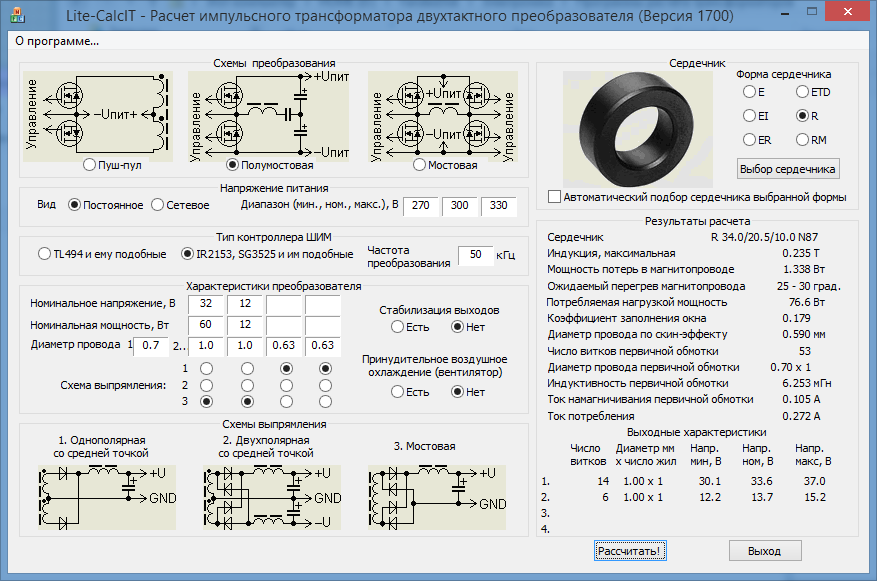 Lite-CalcIT - Расчет импульсного трансформатора двухтактного преобразователя (Версия 1700)
О программе...
Схемы преобразования
Управление
-Uпит+
Пуш-пул
Управление
+Uпит
-Uпит
Полумостовая
Управление
+Uпит
-Uпит
Управление
Мостовая
Напряжение питания
Вид Постоянное Сетевое Диапазон (мин., ном., макс.), В 270 300 330
Тип контроллера ШИМ
TL494 и ему подобные IR2153, SG3525 и им подобные Частота преобразования 50 кГц
Характеристики преобразователя
Номинальное напряжение, В 32 12
Номинальная мощность, Вт 60 12
Диаметр провода 1 0.7 2.. 1.0 1.0 0.63 0.63
Схема выпрямления:
1
2
3
Стабилизация выходов
Есть Нет
Принудительное воздушное
охлаждение (вентилятор)
Есть Нет
Схемы выпрямления
1. Однополярная
со средней точкой
+U
GND
2. Двухполярная
со средней точкой
+U
GND
-U
3. Мостовая
+U
GND
Сердечник
Форма сердечника
E ETD
EI R
ER RM
Выбор сердечника
Автоматический подбор сердечника выбранной формы
Результаты расчета
Сердечник R 34.0/20.5/10.0 N87
Индукция, максимальная 0.235 Т
Мощность потерь в магнитопроводе 1.338 Вт
Ожидаемый перегрев магнитопровода 25 - 30 град.
Потребляемая нагрузкой мощность 76.6 Вт
Коэффициент заполнения окна 0.179
Диаметр провода по скин-эффекту 0.590 мм
Число витков первичной обмотки 53
Диаметр провода первичной обмотки 0.70 x 1
Индуктивность первичной обмотки 6.253 мГн
Ток намагничивания первичной обмотки 0.105 А
Ток потребления 0.272 А
Выходные характеристики
Число Диаметр мм Напр. Напр. Напр.
витков х число жил мин, В ном, В макс, В
1. 14 1.00 x 1 30.1 33.6 37.0
2. 6 1.00 x 1 12.2 13.7 15.2
3.
4.
Рассчитать! Выход